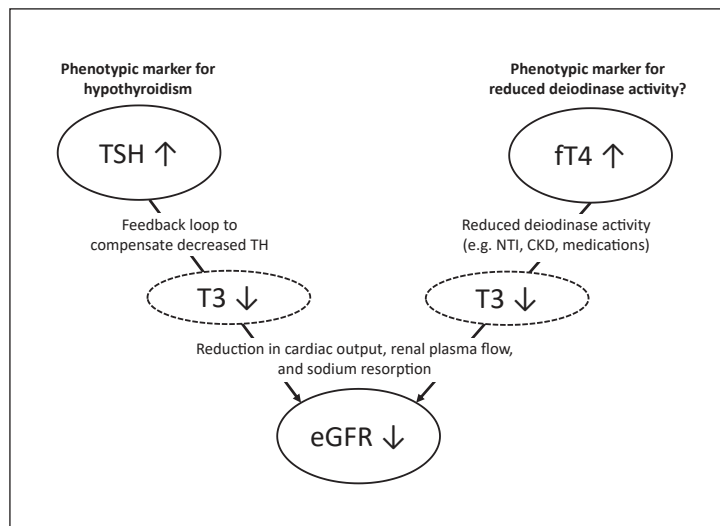 Phenotypic marker for
hypothyroidism
Phenotypic marker for
reduced deiodinase activity?
TSH ↑
fT4 ↑
Feedback loop to
compensate decreased TH
Reduced deiodinase activity
(e.g. NTI, CKD, medications)
T3 ↓
T3 ↓
Reduction in cardiac output, renal plasma flow,
and sodium resorption
eGFR ↓